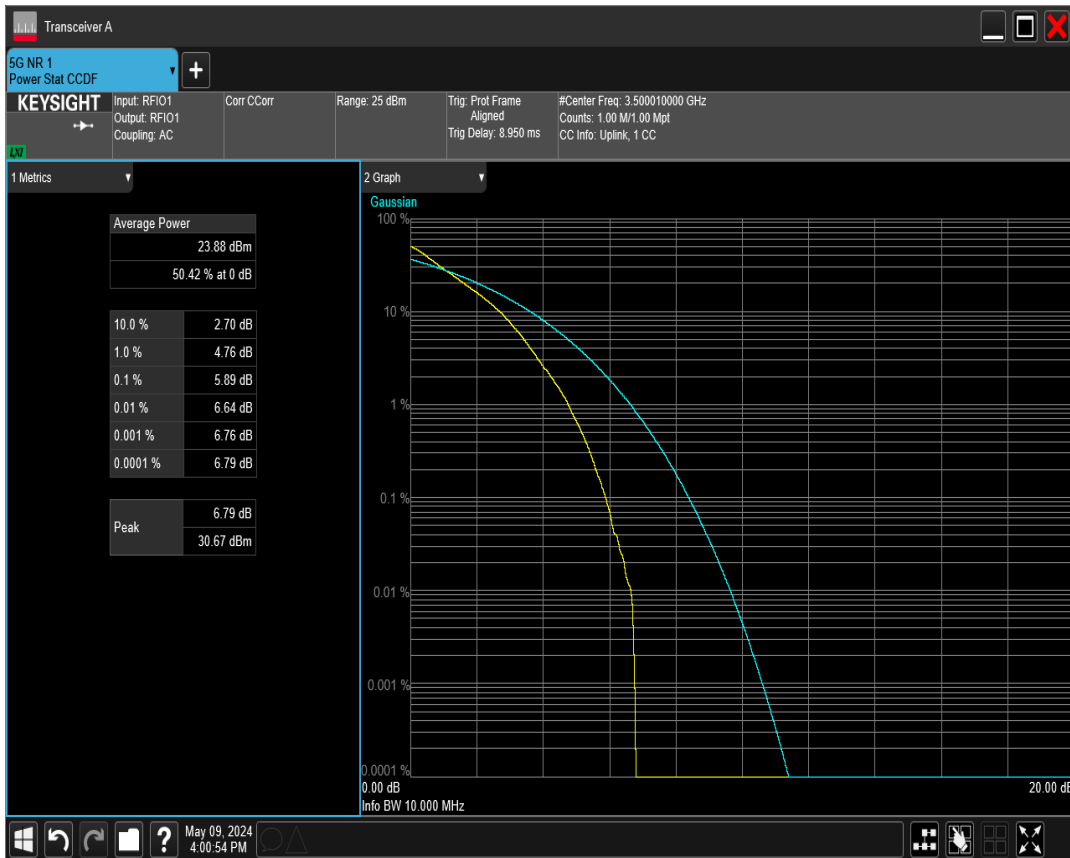 Transceiver A
5G NR 1
Power Stat CCDF
+
KEYSIGHT
LXI
Input: RFIO1
Output: RFIO1
Coupling: AC
Corr CCorr
Range: 25 dBm
Trig: Prot Frame
Aligned
Trig Delay: 8.950 ms
#Center Freq: 3.500010000 GHz
Counts: 1.00 M/1.00 Mpt
CC Info: Uplink, 1 CC
1 Metrics
Average Power
23.88 dBm
50.42 % at 0 dB
10.0 % 2.70 dB
1.0 % 4.76 dB
0.1 % 5.89 dB
0.01 % 6.64 dB
0.001 % 6.76 dB
0.0001 % 6.79 dB
Peak 6.79 dB
30.67 dBm
2 Graph
Gaussian
100 %
10 %
1 %
0.1 %
0.01 %
0.001 %
0.0001 %
0.00 dB 20.00 dB
Info BW 10.000 MHz
?
May 09, 2024
4:00:54 PM